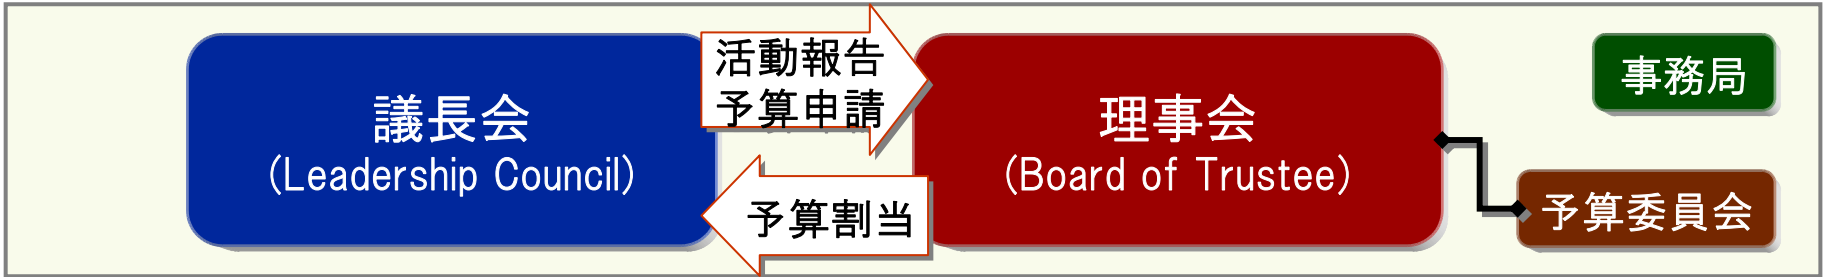 議長会
(Leadership Council)
活動報告
予算申請
予算割当
理事会
(Board of Trustee)
事務局
予算委員会